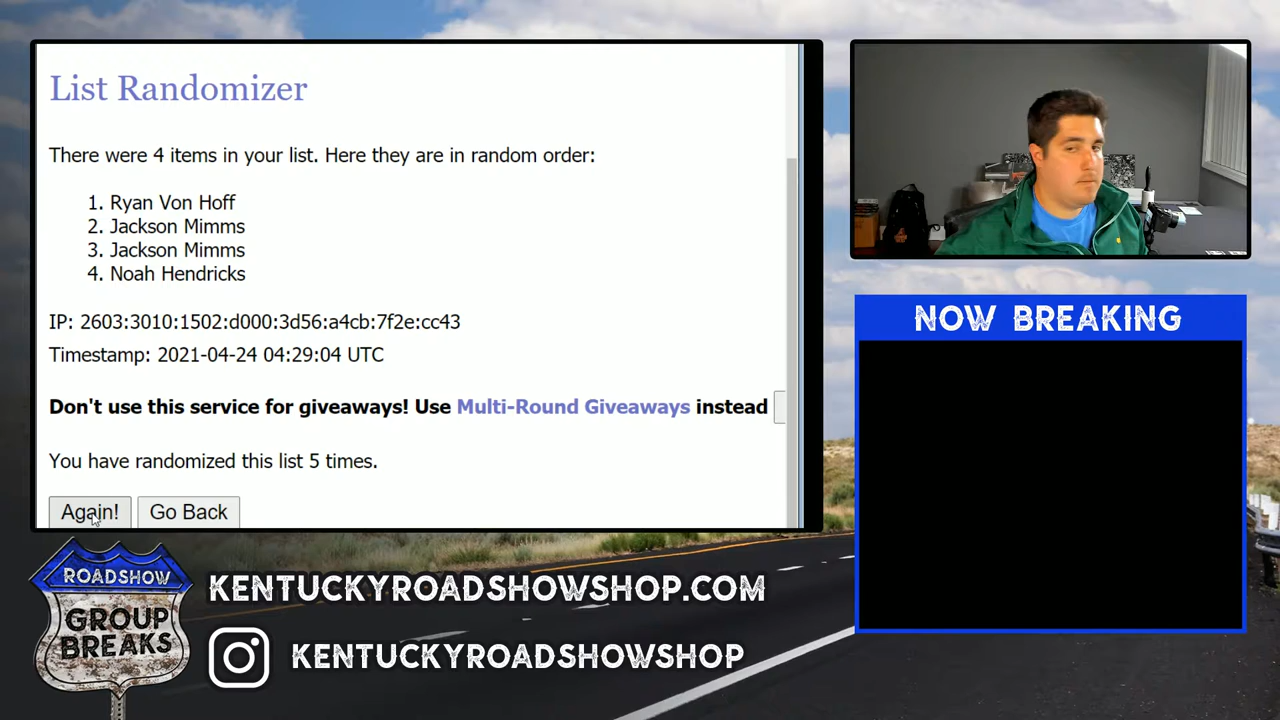 List Randomizer
There were 4 items in your list. Here they are in random order:
1. Ryan Von Hoff
2. Jackson Mimms
3. Jackson Mimms
4. Noah Hendricks
IP: 2603:3010:1502:d000:3d56:a4cb:7f2e:cc43
Timestamp: 2021-04-24 04:29:04 UTC
Don't use this service for giveaways! Use Multi-Round Giveaways instead
You have randomized this list 5 times.
Again! Go Back
NOW BREAKING
ROADSHOW
GROUP
BREAKS
KENTUCKYROADSHOWSHOP.COM
KENTUCKYROADSHOWSHOP